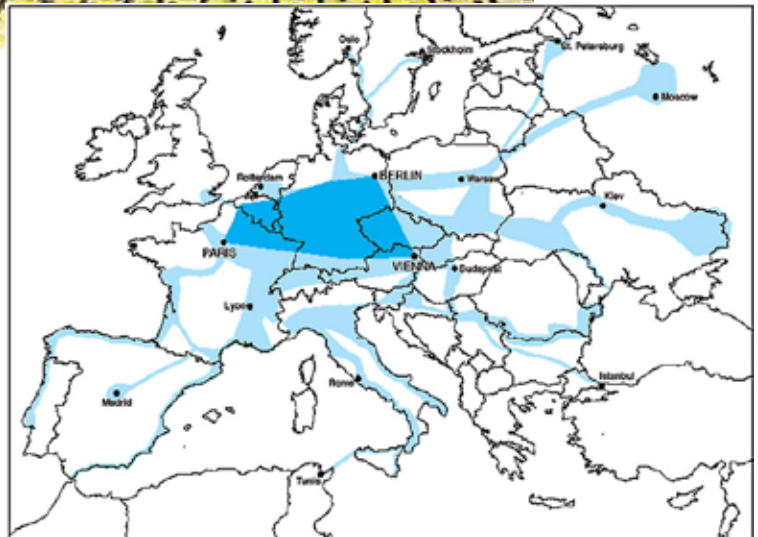 Oslo
Stockholm
St. Petersburg
Moscow
Rotterdam
BERLIN
Warsaw
Kiev
PARIS
VIENNA
Budapest
Lyon
Rome
Istanbul
Madrid
Tunis